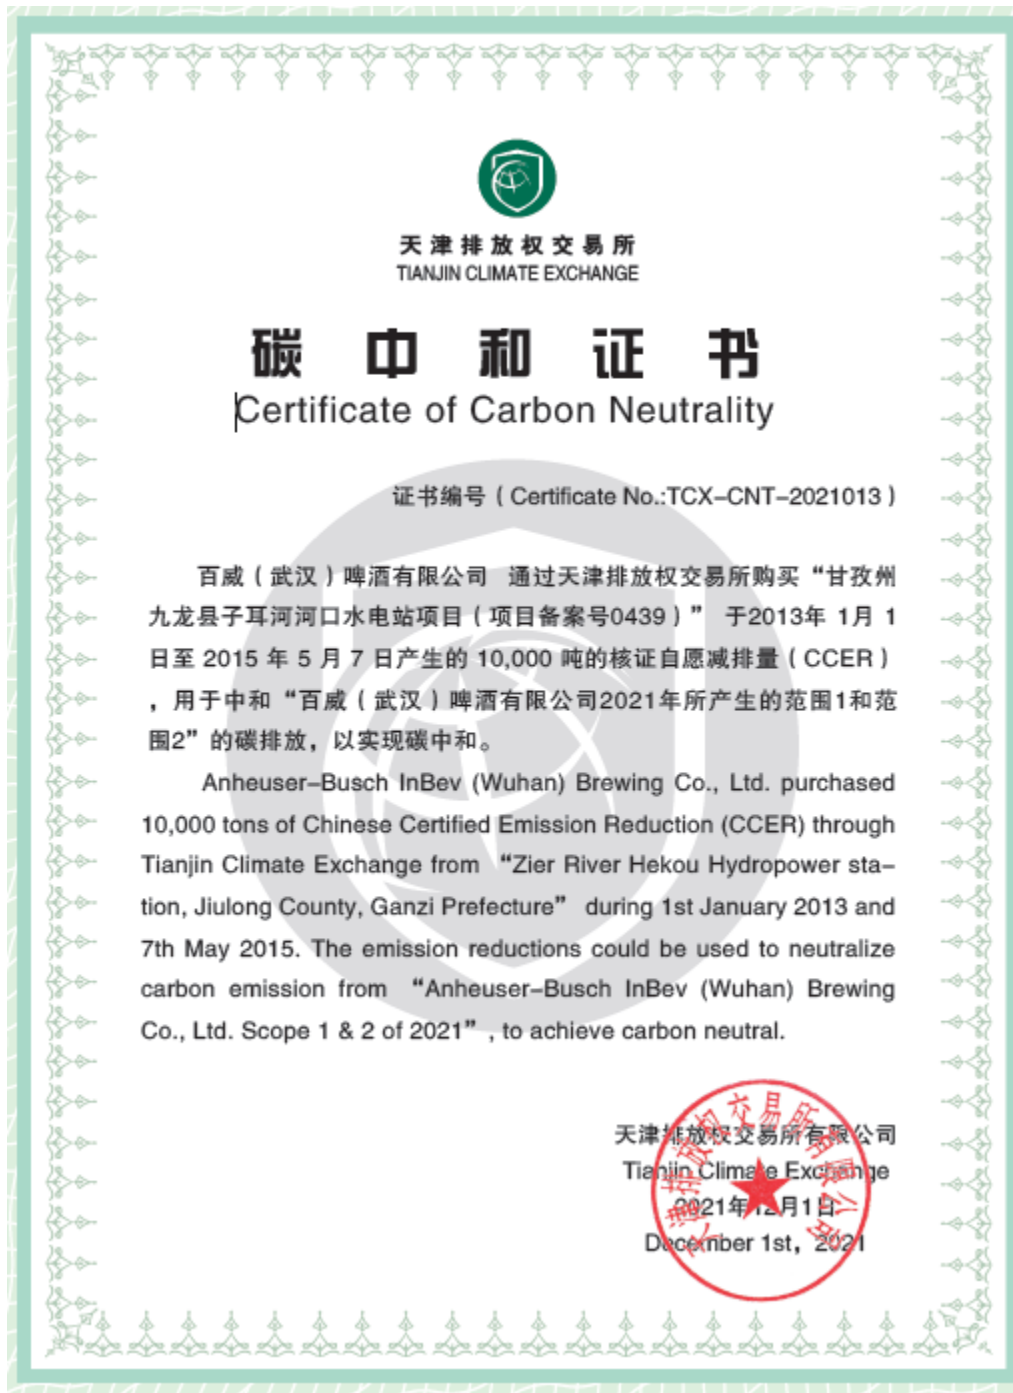 天津排放权交易所
TIANJIN CLIMATE EXCHANGE
碳中和证书
Certificate of Carbon Neutrality
证书编号（Certificate No.:TCX-CNT-2021013）
百威（武汉）啤酒有限公司 通过天津排放权交易所购买“甘孜州
九龙县子耳河河口水电站项目（项目备案号0439）” 于2013年 1月 1
日至 2015 年 5 月 7 日产生的 10,000 吨的核证自愿减排量（CCER）
，用于中和“百威（武汉）啤酒有限公司2021年所产生的范围1和范
围2”的碳排放，以实现碳中和。
Anheuser-Busch InBev (Wuhan) Brewing Co., Ltd. purchased
10,000 tons of Chinese Certified Emission Reduction (CCER) through
Tianjin Climate Exchange from “Zier River Hekou Hydropower sta-
tion, Jiulong County, Ganzi Prefecture” during 1st January 2013 and
7th May 2015. The emission reductions could be used to neutralize
carbon emission from “Anheuser-Busch InBev (Wuhan) Brewing
Co., Ltd. Scope 1 & 2 of 2021”, to achieve carbon neutral.
天津排放权交易所有限公司
Tianjin Climate Exchange
2021年12月1日
December 1st, 2021
天津排放权交易所有限公司